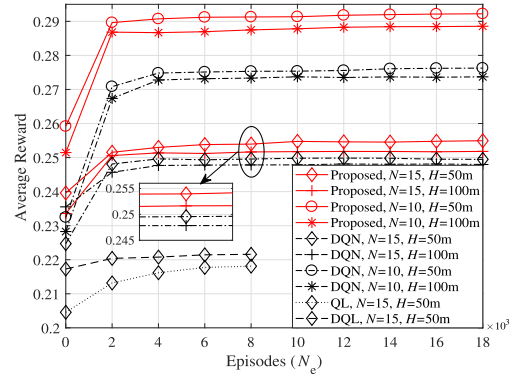 0.29
0.28
0.27
0.26
0.25
0.24
0.23
0.22
0.21
0.2
Average Reward
0.255
0.25
0.245
Proposed, N=15, H=50m
Proposed, N=15, H=100m
Proposed, N=10, H=50m
Proposed, N=10, H=100m
DQN, N=15, H=50m
DQN, N=15, H=100m
DQN, N=10, H=50m
DQN, N=10, H=100m
QL, N=15, H=50m
DQL, N=15, H=50m
0 2 4 6 8 10 12 14 16 18 ×10³
Episodes (Nₑ)